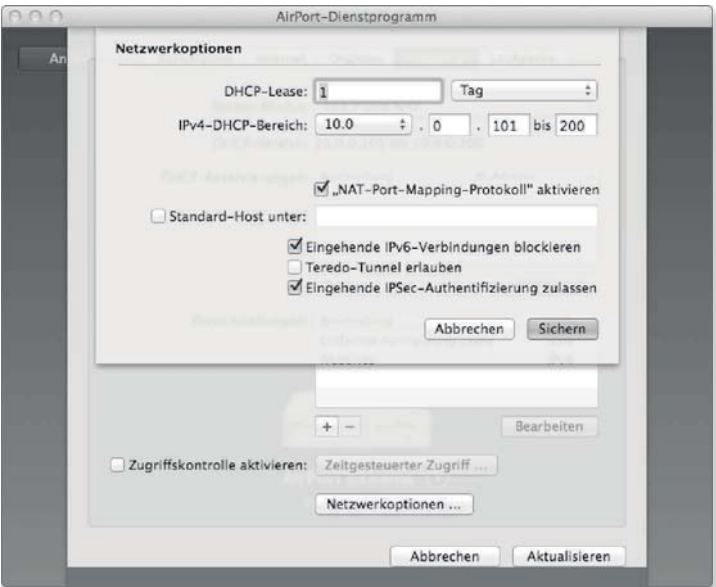 AirPort-Dienstprogramm
An
Netzwerkoptionen
DHCP-Lease: 1 Tag
IPv4-DHCP-Bereich: 10.0 . 0 . 101 bis 200
„NAT-Port-Mapping-Protokoll" aktivieren
Standard-Host unter:
Eingehende IPv6-Verbindungen blockieren
Teredo-Tunnel erlauben
Eingehende IPSec-Authentifizierung zulassen
Abbrechen Sichern
+ − Bearbeiten
Zugriffskontrolle aktivieren: Zeitgesteuerter Zugriff ...
Netzwerkoptionen ...
Abbrechen Aktualisieren